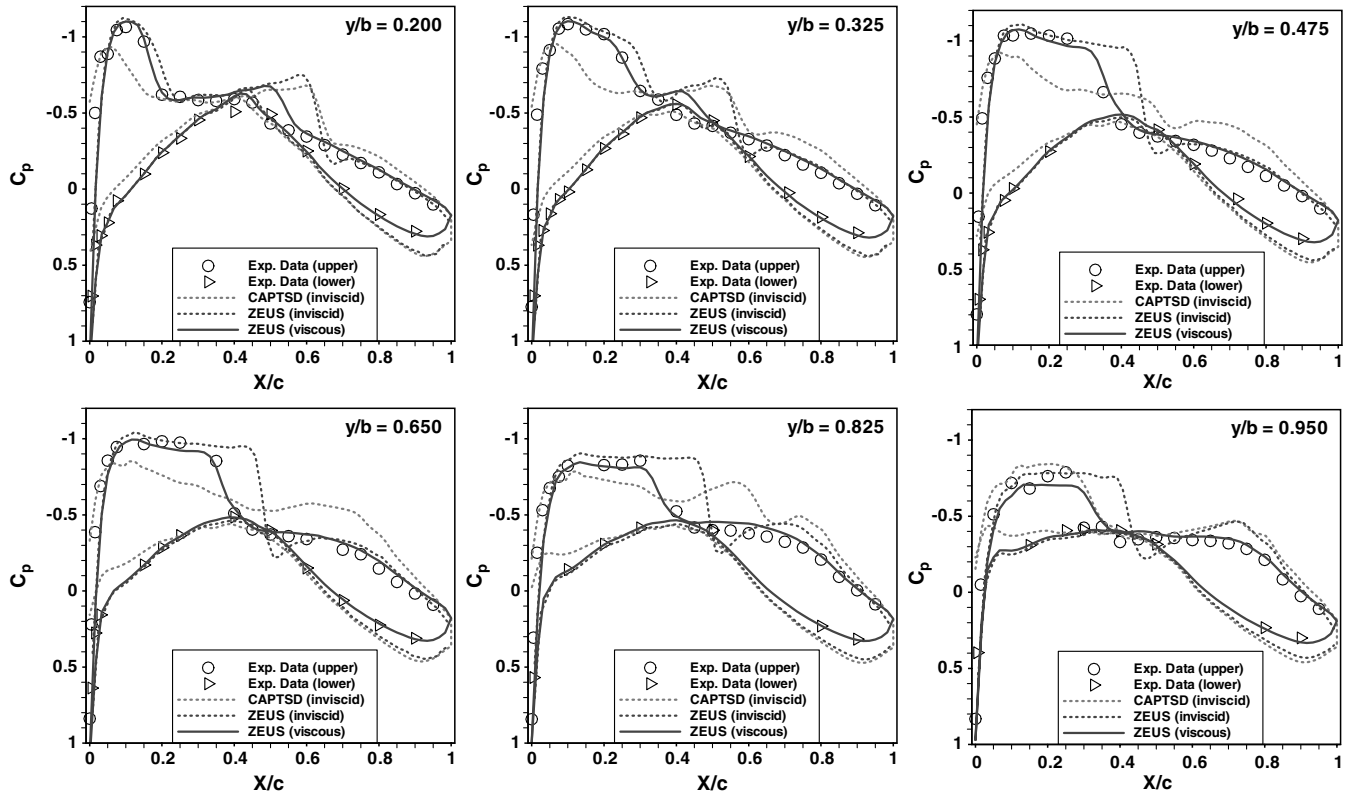 y/b = 0.200
-1
-0.5
0
0.5
1
Cp
0 0.2 0.4 0.6 0.8 1
X/c
Exp. Data (upper)
Exp. Data (lower)
CAPTSD (inviscid)
ZEUS (inviscid)
ZEUS (viscous)
y/b = 0.325
-1
-0.5
0
0.5
1
Cp
0 0.2 0.4 0.6 0.8 1
X/c
Exp. Data (upper)
Exp. Data (lower)
CAPTSD (inviscid)
ZEUS (inviscid)
ZEUS (viscous)
y/b = 0.475
-1
-0.5
0
0.5
1
Cp
0 0.2 0.4 0.6 0.8 1
X/c
Exp. Data (upper)
Exp. Data (lower)
CAPTSD (inviscid)
ZEUS (inviscid)
ZEUS (viscous)
y/b = 0.650
-1
-0.5
0
0.5
1
Cp
0 0.2 0.4 0.6 0.8 1
X/c
Exp. Data (upper)
Exp. Data (lower)
CAPTSD (inviscid)
ZEUS (inviscid)
ZEUS (viscous)
y/b = 0.825
-1
-0.5
0
0.5
1
Cp
0 0.2 0.4 0.6 0.8 1
X/c
Exp. Data (upper)
Exp. Data (lower)
CAPTSD (inviscid)
ZEUS (inviscid)
ZEUS (viscous)
y/b = 0.950
-1
-0.5
0
0.5
1
Cp
0 0.2 0.4 0.6 0.8 1
X/c
Exp. Data (upper)
Exp. Data (lower)
CAPTSD (inviscid)
ZEUS (inviscid)
ZEUS (viscous)